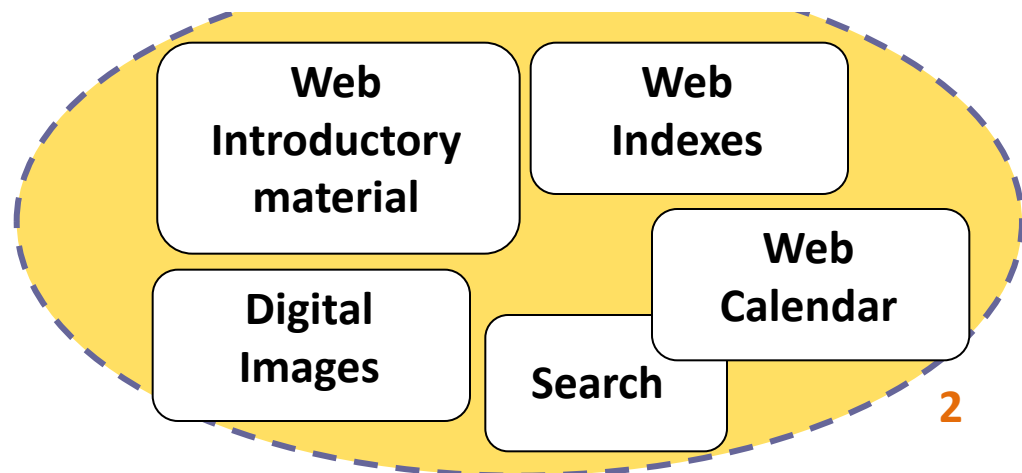 Web
Introductory
material
Web
Indexes
Web
Calendar
Digital
Images
Search
2